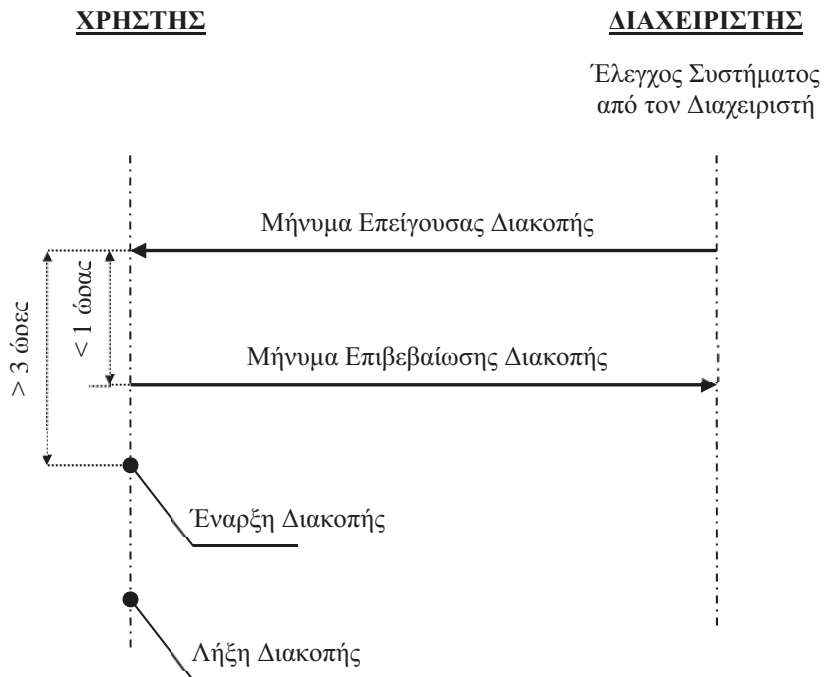 ΧΡΗΣΤΗΣ
ΔΙΑΧΕΙΡΙΣΤΗΣ
Έλεγχος Συστήματος
από τον Διαχειριστή
Μήνυμα Επείγουσας Διακοπής
> 3 ώρες
< 1 ώρας
Μήνυμα Επιβεβαίωσης Διακοπής
Έναρξη Διακοπής
Λήξη Διακοπής